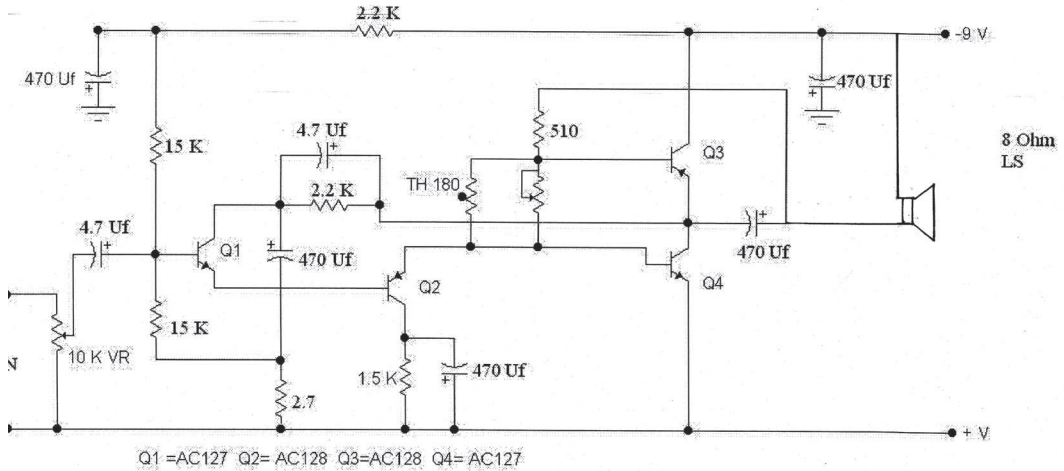 2.2 K
-9 V
470 Uf
+
470 Uf
+
4.7 Uf
+
510
8 Ohm
LS
15 K
Q3
TH 180
2.2 K
4.7 Uf
+
+
Q1
+
470 Uf
470 Uf
Q2
Q4
15 K
10 K VR
N
1.5 K
470 Uf
+
2.7
+ V
Q1 =AC127 Q2= AC128 Q3=AC128 Q4= AC127